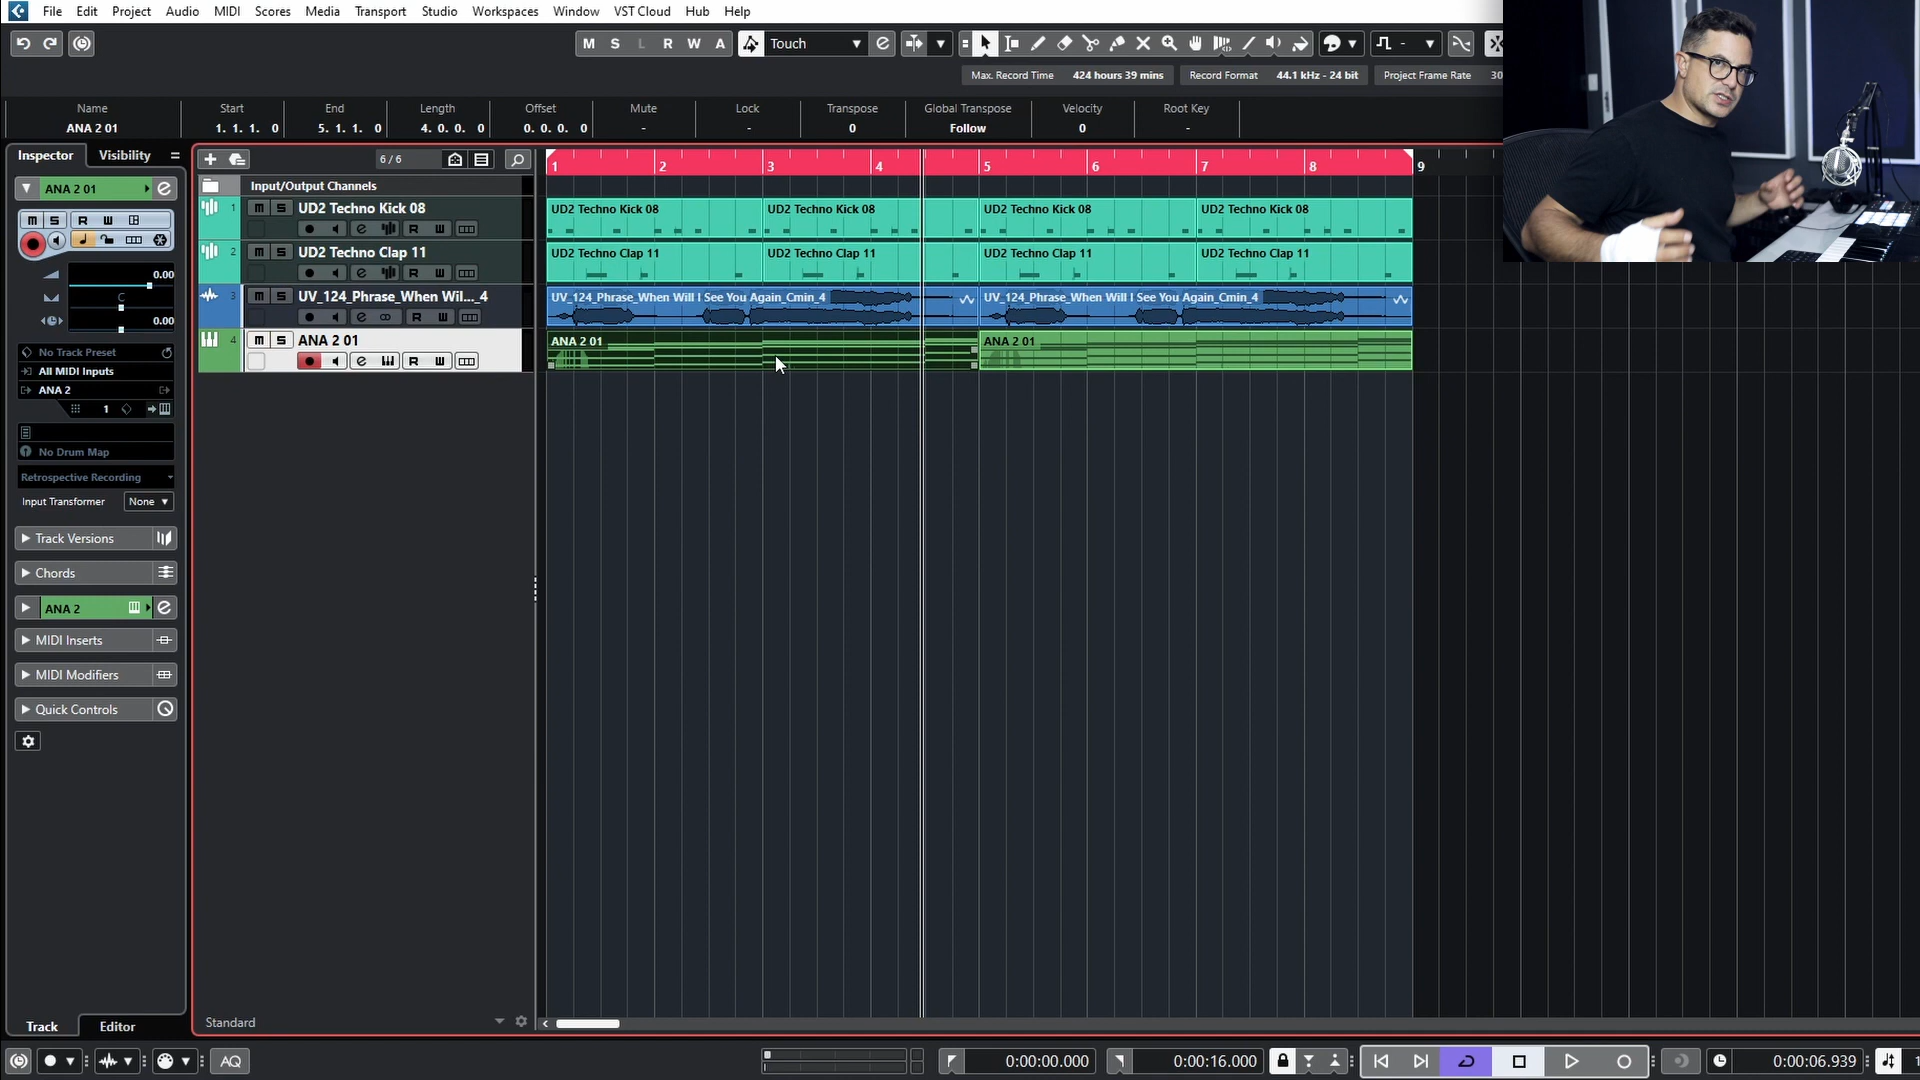 File Edit Project Audio MIDI Scores Media Transport Studio Workspaces Window VST Cloud Hub Help
M S L R W A Touch
Max. Record Time 424 hours 39 mins Record Format 44.1 kHz - 24 bit Project Frame Rate 30
Name Start End Length Offset Mute Lock Transpose Global Transpose Velocity Root Key
ANA 2 01 1. 1. 1. 0 5. 1. 1. 0 4. 0. 0. 0 0. 0. 0. 0 - - 0 Follow 0 -
Inspector Visibility
6 / 6
1 2 3 4 5 6 7 8 9
ANA 2 01
Input/Output Channels
1 m S UD2 Techno Kick 08
R W
UD2 Techno Kick 08 UD2 Techno Kick 08 UD2 Techno Kick 08 UD2 Techno Kick 08
2 m S UD2 Techno Clap 11
R W
UD2 Techno Clap 11 UD2 Techno Clap 11 UD2 Techno Clap 11 UD2 Techno Clap 11
3 m S UV_124_Phrase_When Wil..._4
R W
UV_124_Phrase_When Will I See You Again_Cmin_4 UV_124_Phrase_When Will I See You Again_Cmin_4
4 m S ANA 2 01
R W
ANA 2 01 ANA 2 01
m S R W
0.00
C
0.00
No Track Preset
All MIDI Inputs
ANA 2
1
No Drum Map
Retrospective Recording
Input Transformer None
Track Versions
Chords
ANA 2
MIDI Inserts
MIDI Modifiers
Quick Controls
Standard
Track Editor
AQ 0:00:00.000 0:00:16.000 0:00:06.939 1